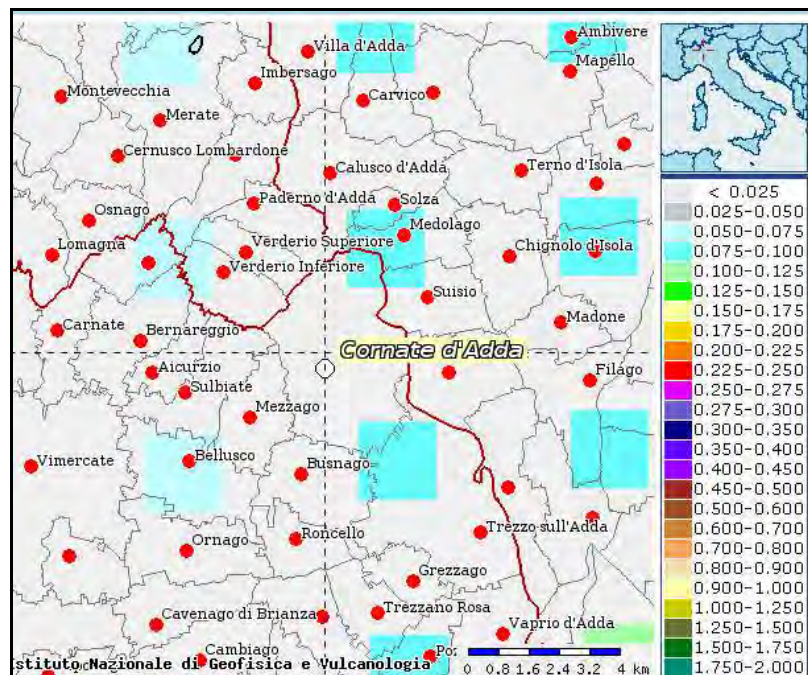 Ambivere
Villa d'Adda
Mapello
Imbersago
Montevecchia
Carvico
Merate
Cernusco Lombardone
Calusco d'Adda
Terno d'Isola
Paderno d'Adda
Solza
Osnago
Medolago
Lomagna
Verderio Superiore
Chignolo d'Isola
Verderio Inferiore
Suisio
Carnate
Bernareggio
Madone
Cornate d'Adda
Aicurzio
Filago
Sulbiate
Mezzago
Vimercate
Bellusco
Busnago
Trezzo sull'Adda
Ornago
Roncello
Grezzago
Cavenago di Brianza
Trezzano Rosa
Vaprio d'Adda
Cambiago
Po:
stituto Nazionale di Geofisica e Vulcanologia
0 0.8 1.6 2.4 3.2 4 km
< 0.025
0.025-0.050
0.050-0.075
0.075-0.100
0.100-0.125
0.125-0.150
0.150-0.175
0.175-0.200
0.200-0.225
0.225-0.250
0.250-0.275
0.275-0.300
0.300-0.350
0.350-0.400
0.400-0.450
0.450-0.500
0.500-0.600
0.600-0.700
0.700-0.800
0.800-0.900
0.900-1.000
1.000-1.250
1.250-1.500
1.500-1.750
1.750-2.000